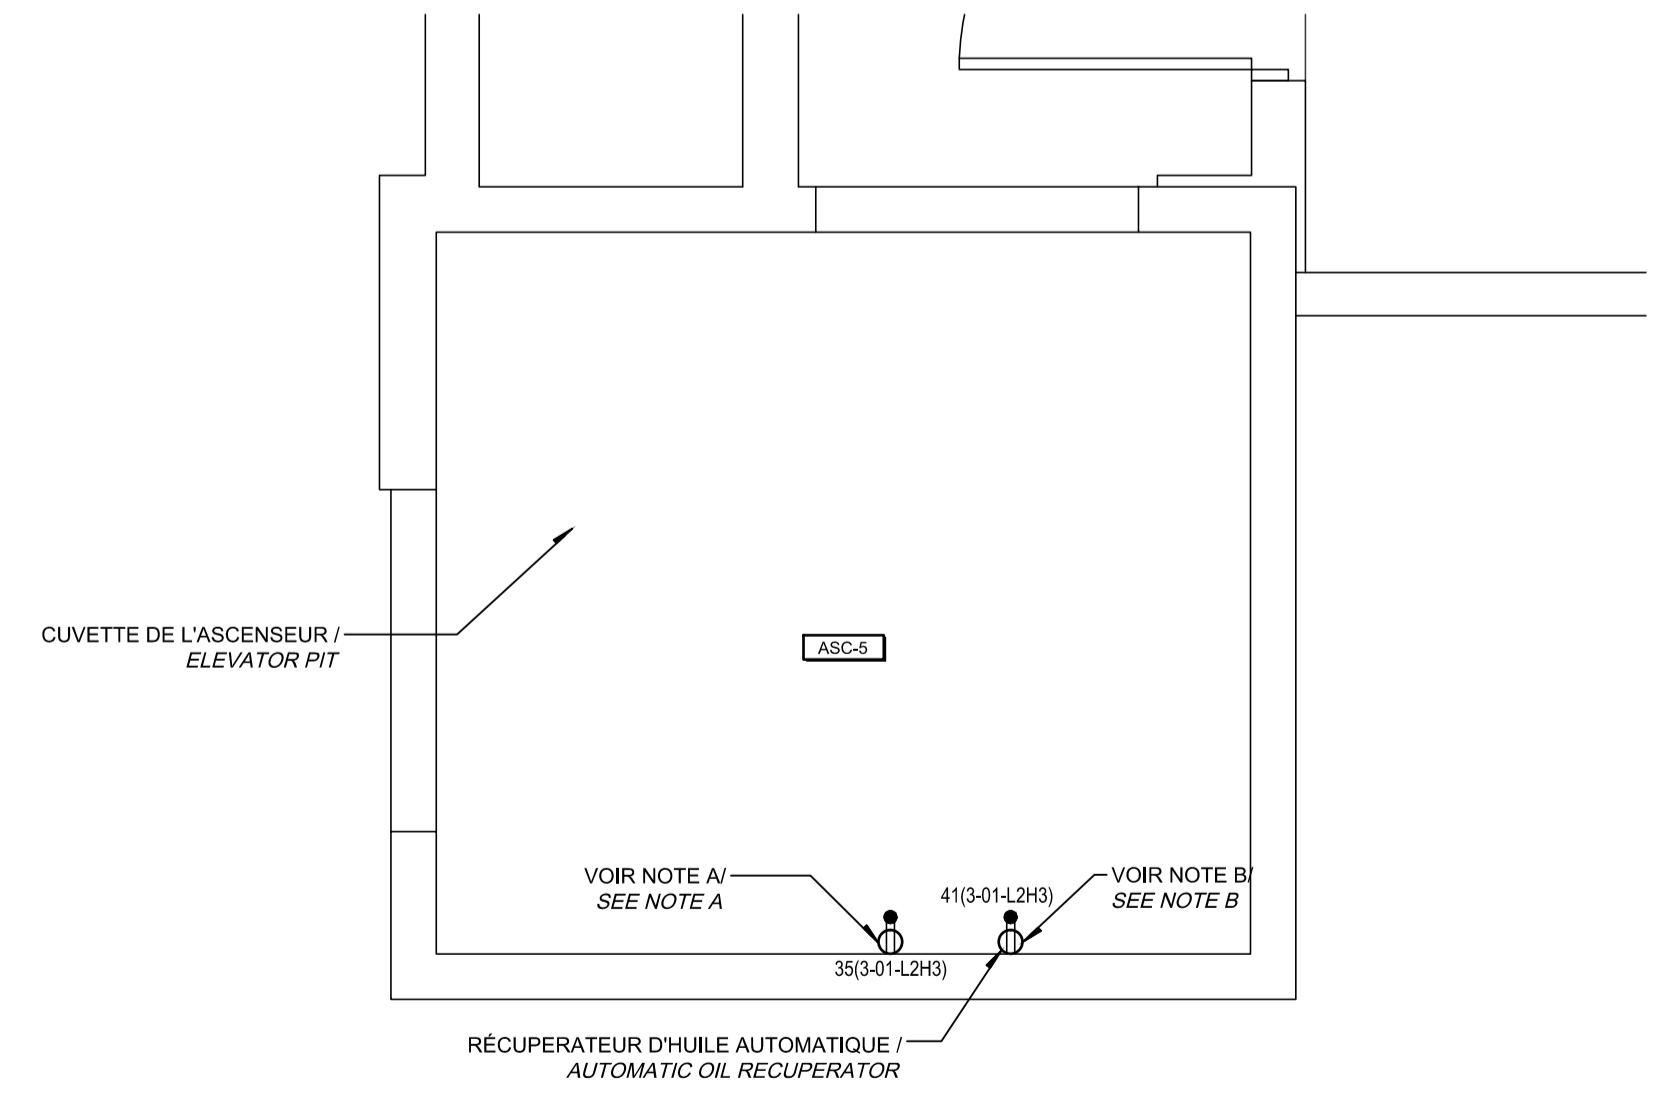 CUVETTE DE L'ASCENSEUR /
ELEVATOR PIT
ASC-5
VOIR NOTE A/
SEE NOTE A
41(3-01-L2H3)
VOIR NOTE B/
SEE NOTE B
35(3-01-L2H3)
RÉCUPERATEUR D'HUILE AUTOMATIQUE /
AUTOMATIC OIL RECUPERATOR